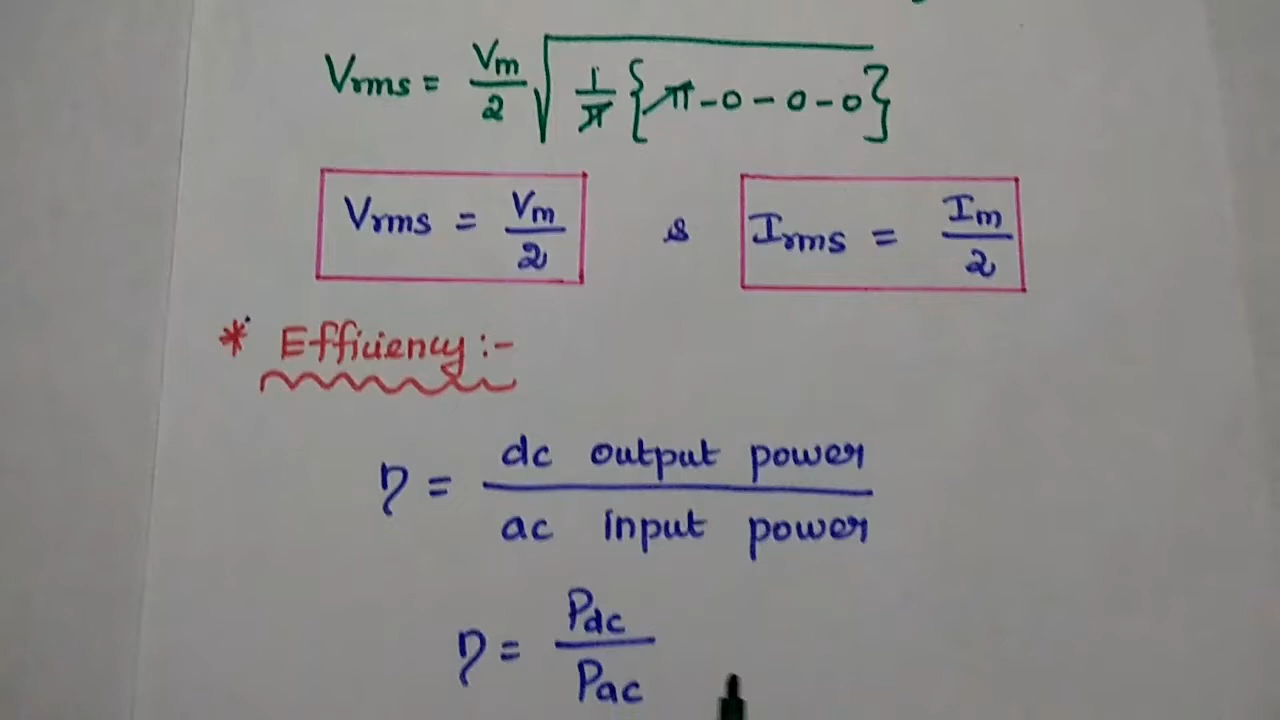 Vrms = Vm/2 √ 1/π {π-0-0-0}
Vrms = Vm/2 , Irms = Im/2
* Efficiency:-
η = dc output power / ac input power
η = Pdc / Pac